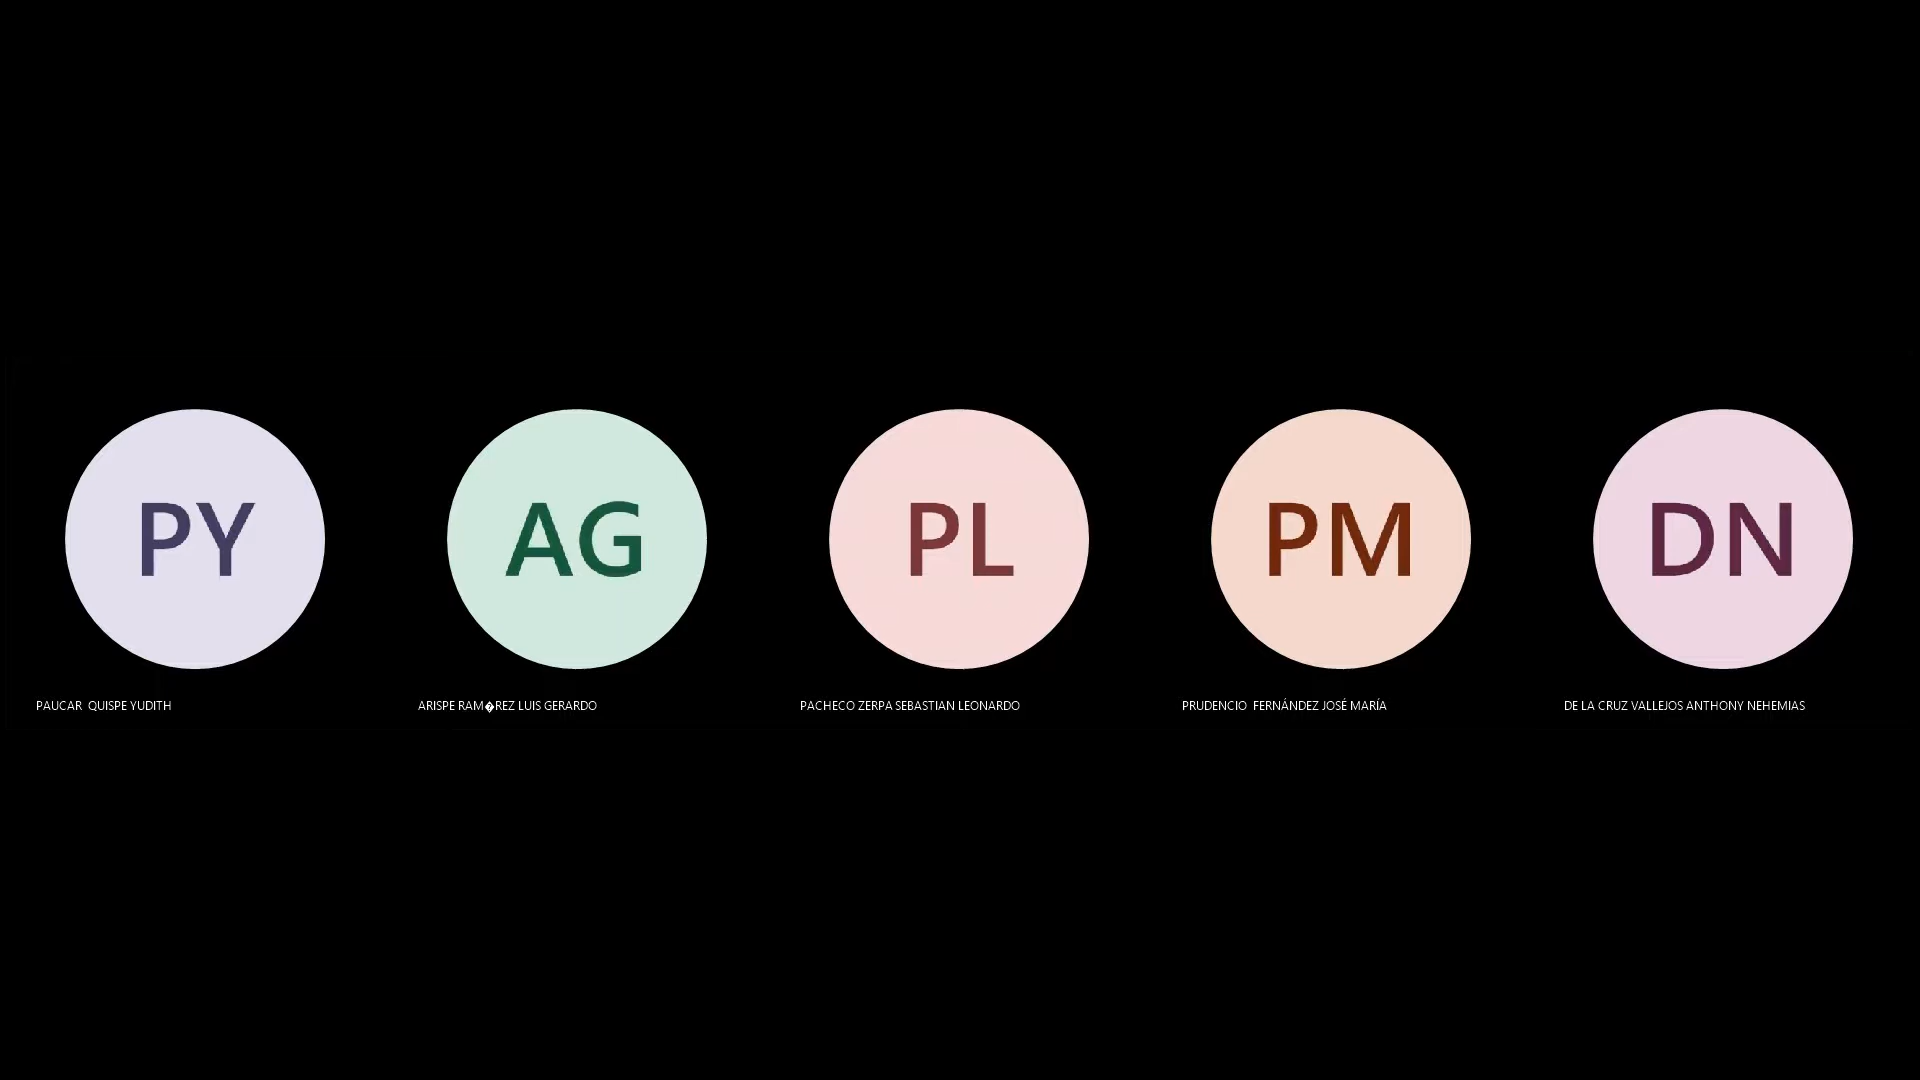 PY
AG
PL
PM
DN
PAUCAR  QUISPE YUDITH
ARISPE RAM�REZ LUIS GERARDO
PACHECO ZERPA SEBASTIAN LEONARDO
PRUDENCIO  FERNÁNDEZ JOSÉ MARÍA
DE LA CRUZ VALLEJOS ANTHONY NEHEMIAS